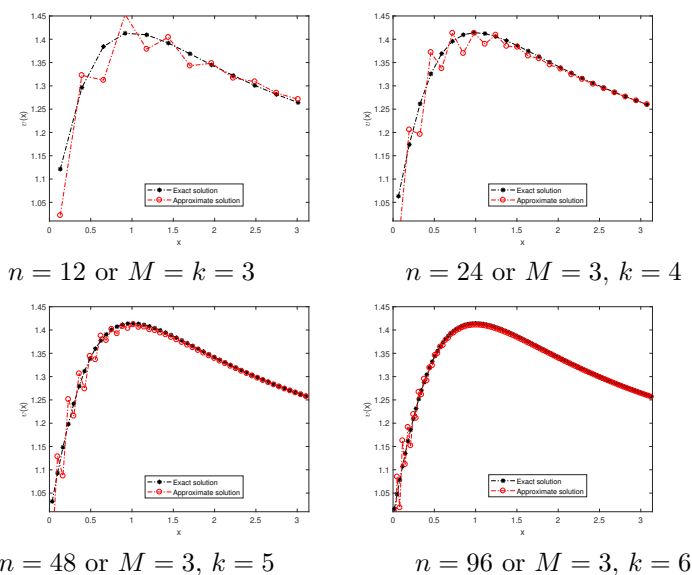 1.45
1.4
1.35
1.3
1.25
1.2
1.15
1.1
1.05
v(x)
0 0.5 1 1.5 2 2.5 3
x
Exact solution
Approximate solution
n = 12 or M = k = 3
1.45
1.4
1.35
1.3
1.25
1.2
1.15
1.1
1.05
v(x)
0 0.5 1 1.5 2 2.5 3
x
Exact solution
Approximate solution
n = 24 or M = 3, k = 4
1.45
1.4
1.35
1.3
1.25
1.2
1.15
1.1
1.05
v(x)
0 0.5 1 1.5 2 2.5 3
x
Exact solution
Approximate solution
n = 48 or M = 3, k = 5
1.45
1.4
1.35
1.3
1.25
1.2
1.15
1.1
1.05
v(x)
0 0.5 1 1.5 2 2.5 3
x
Exact solution
Approximate solution
n = 96 or M = 3, k = 6